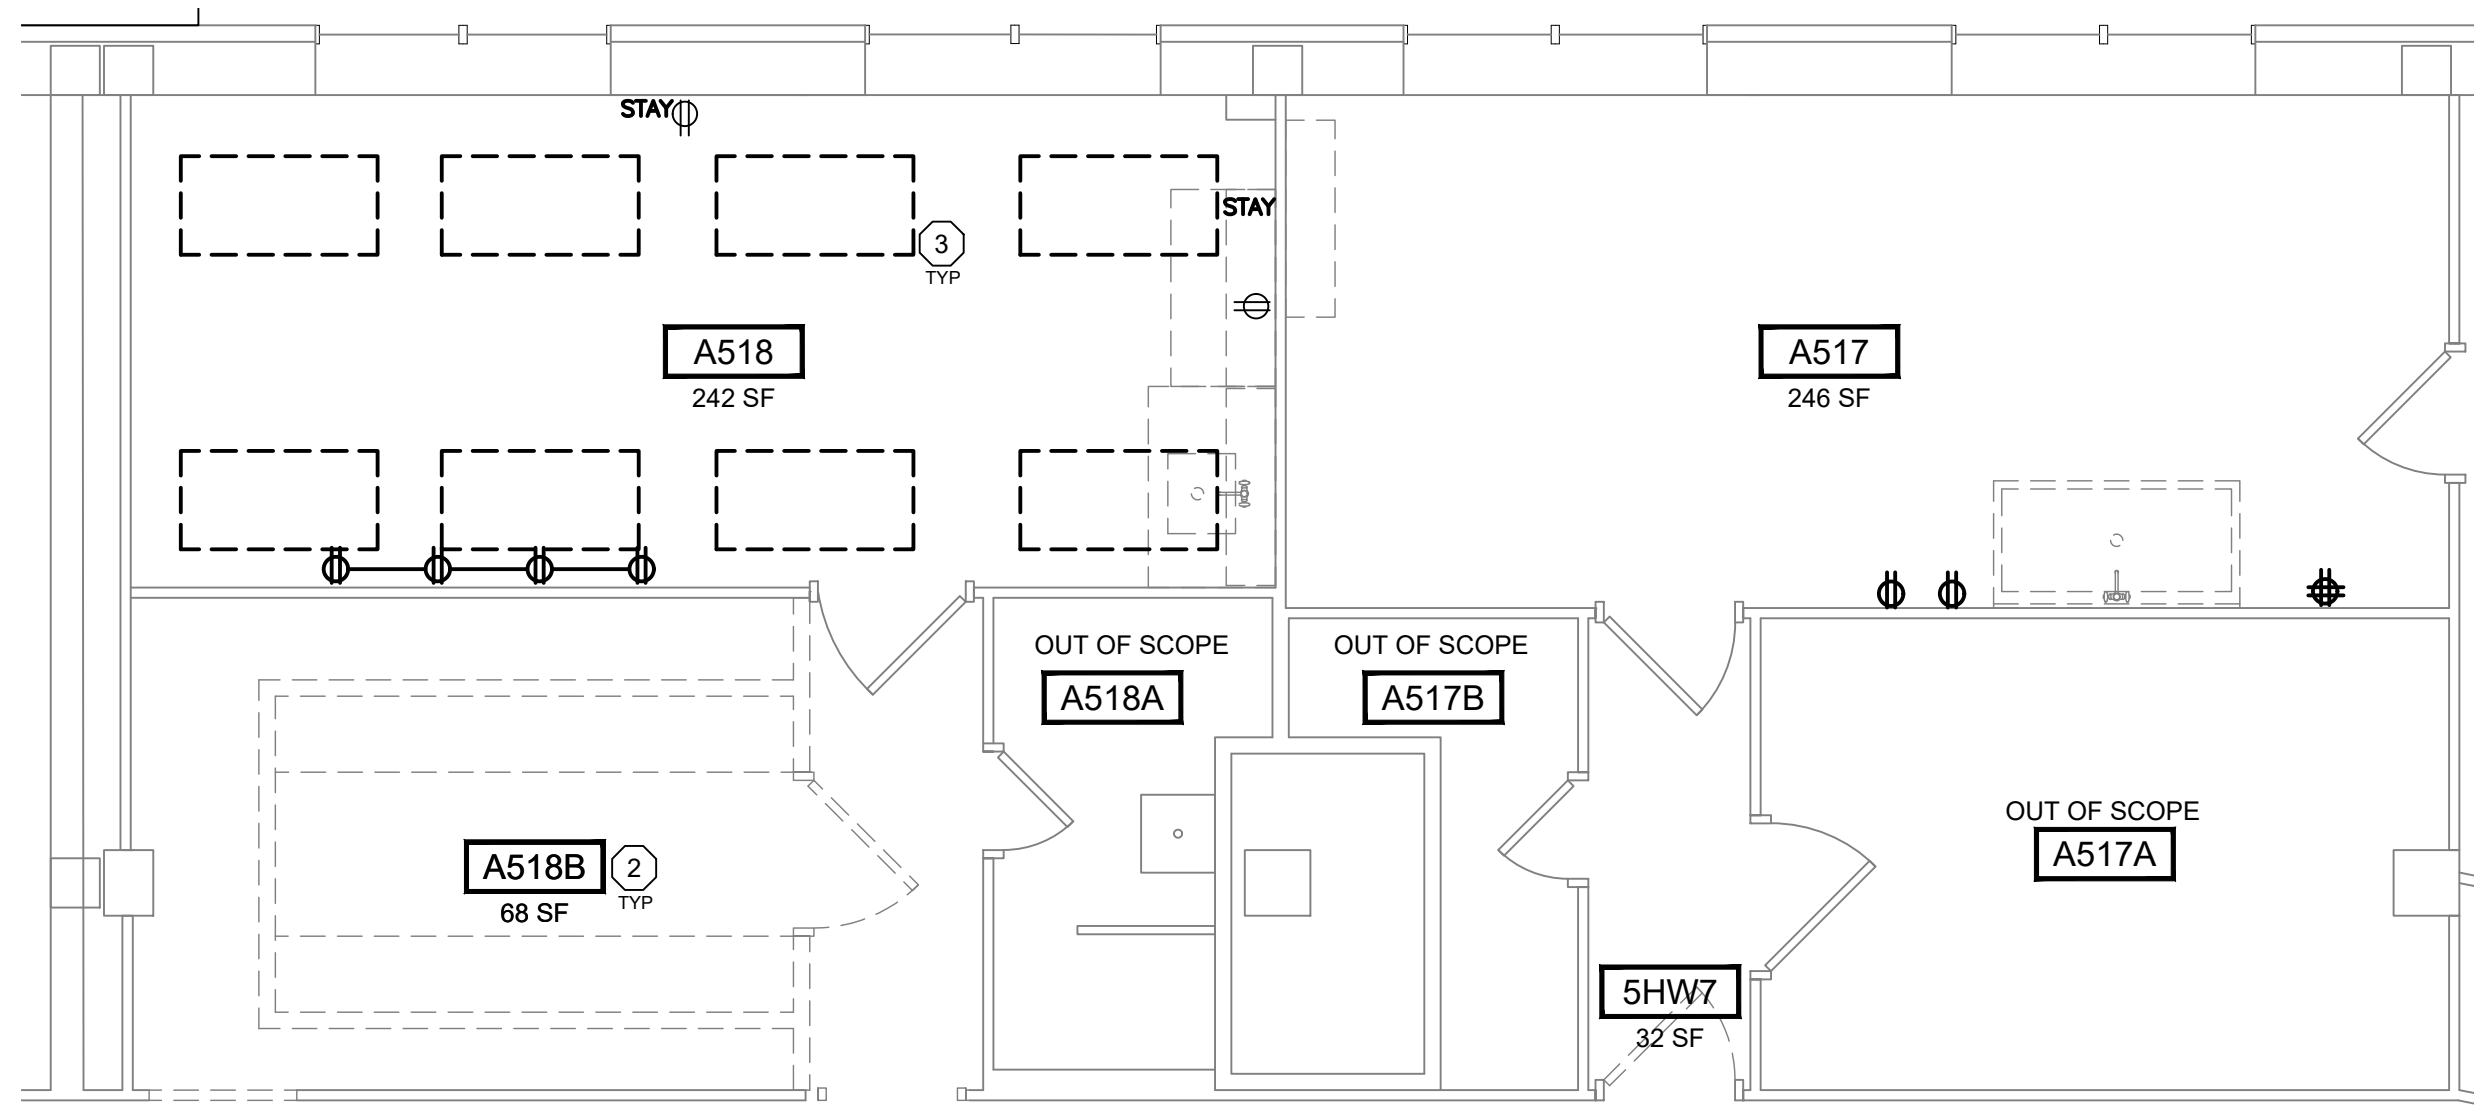 STAY
STAY
3
TYP
A518
242 SF
A517
246 SF
OUT OF SCOPE
A518A
OUT OF SCOPE
A517B
OUT OF SCOPE
A517A
A518B
2
TYP
68 SF
5HW7
32 SF